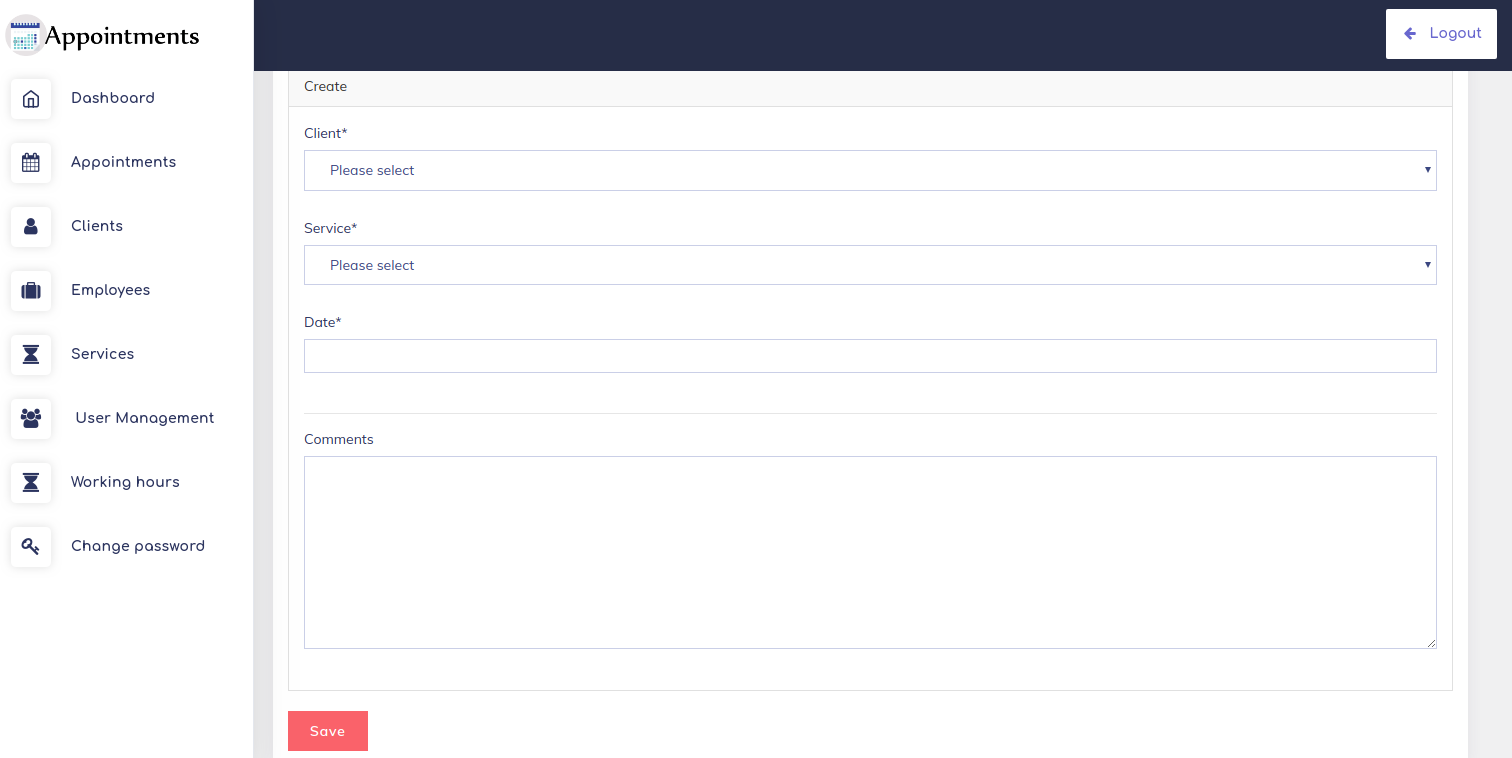 Appointments
Logout
Dashboard
Appointments
Clients
Employees
Services
User Management
Working hours
Change password
Create
Client*
Please select
Service*
Please select
Date*
Comments
Save